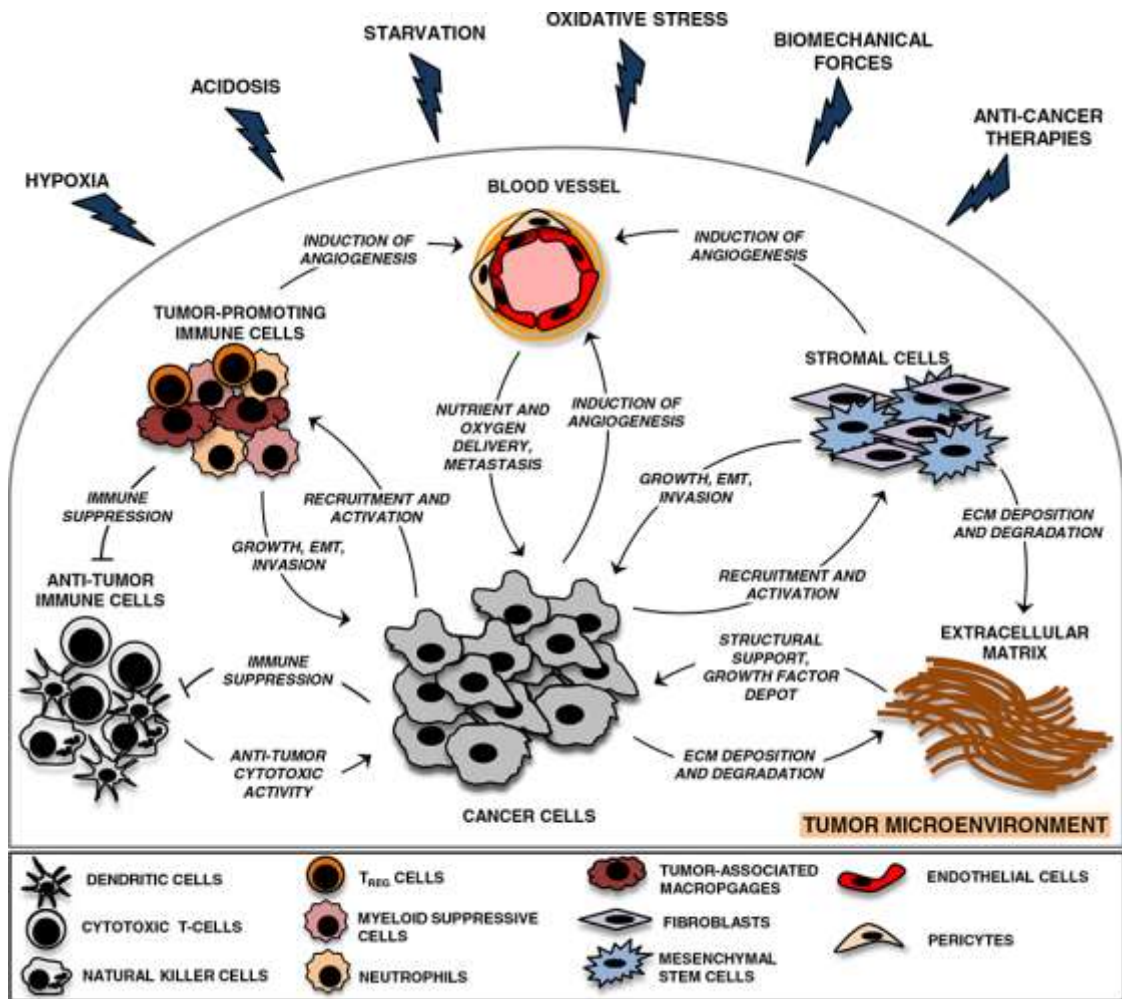 OXIDATIVE STRESS
STARVATION
BIOMECHANICAL
FORCES
ACIDOSIS
ANTI-CANCER
THERAPIES
HYPOXIA
BLOOD VESSEL
INDUCTION OF
ANGIOGENESIS
INDUCTION OF
ANGIOGENESIS
TUMOR-PROMOTING
IMMUNE CELLS
STROMAL CELLS
NUTRIENT AND
OXYGEN
DELIVERY,
METASTASIS
INDUCTION OF
ANGIOGENESIS
IMMUNE
SUPPRESSION
RECRUITMENT AND
ACTIVATION
GROWTH, EMT,
INVASION
GROWTH, EMT,
INVASION
ECM DEPOSITION
AND DEGRADATION
ANTI-TUMOR
IMMUNE CELLS
RECRUITMENT AND
ACTIVATION
EXTRACELLULAR
MATRIX
IMMUNE
SUPPRESSION
STRUCTURAL
SUPPORT,
GROWTH FACTOR
DEPOT
ANTI-TUMOR
CYTOTOXIC
ACTIVITY
ECM DEPOSITION
AND DEGRADATION
CANCER CELLS
TUMOR MICROENVIRONMENT
DENDRITIC CELLS
CYTOTOXIC T-CELLS
NATURAL KILLER CELLS
TREG CELLS
MYELOID SUPPRESSIVE
CELLS
NEUTROPHILS
TUMOR-ASSOCIATED
MACROPGAGES
FIBROBLASTS
MESENCHYMAL
STEM CELLS
ENDOTHELIAL CELLS
PERICYTES